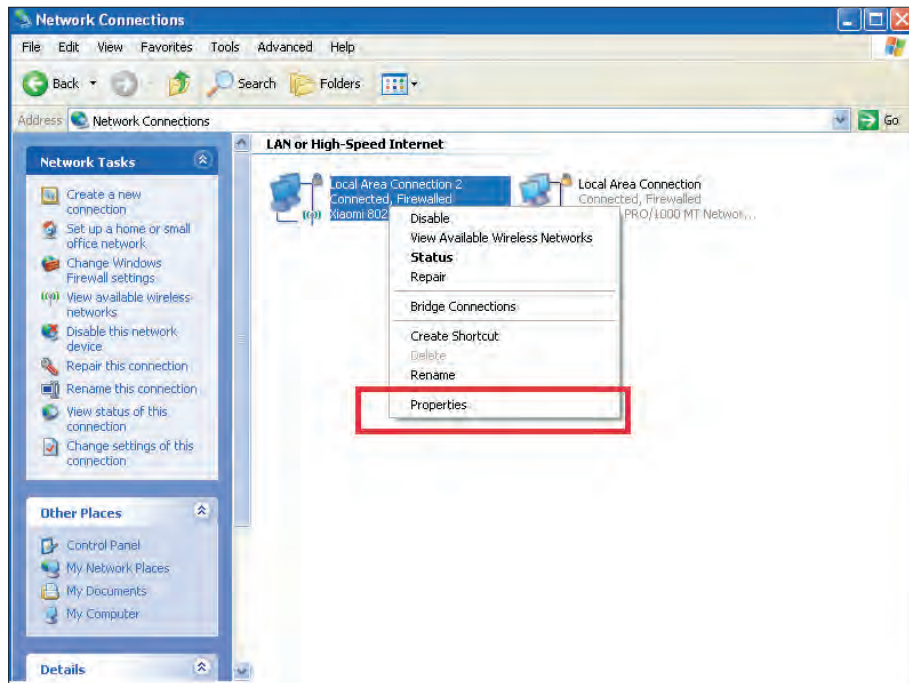 Network Connections
File Edit View Favorites Tools Advanced Help
Back Search Folders
Address Network Connections Go
LAN or High-Speed Internet
Network Tasks
Create a new
connection
Set up a home or small
office network
Change Windows
Firewall settings
View available wireless
networks
Disable this network
device
Repair this connection
Rename this connection
View status of this
connection
Change settings of this
connection
Other Places
Control Panel
My Network Places
My Documents
My Computer
Details
Local Area Connection 2
Connected, Firewalled
Xiaomi 802
Local Area Connection
Connected, Firewalled
PRO/1000 MT Networ...
Disable
View Available Wireless Networks
Status
Repair
Bridge Connections
Create Shortcut
Delete
Rename
Properties